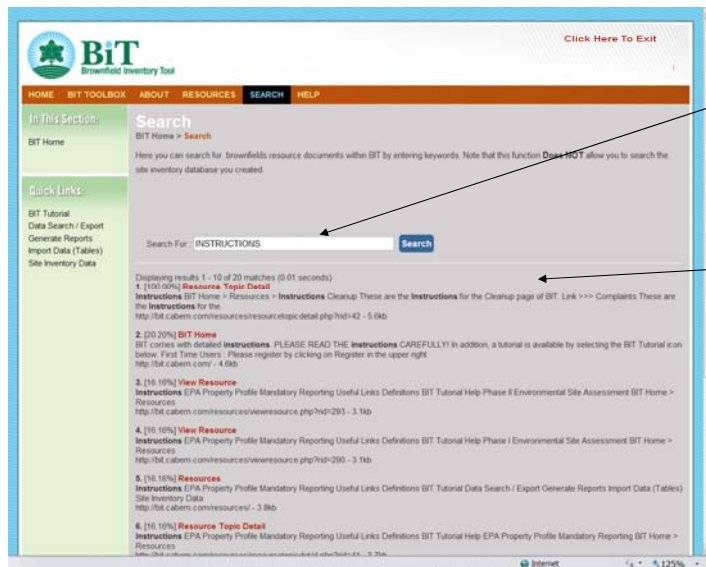 Click Here To Exit
BiT
Brownfield Inventory Tool
HOME BIT TOOLBOX ABOUT RESOURCES SEARCH HELP
In This Section:
BIT Home
Quick Links:
BIT Tutorial
Data Search / Export
Generate Reports
Import Data (Tables)
Site Inventory Data
Search
BIT Home > Search
Here you can search for brownfields resource documents within BIT by entering keywords. Note that this function Does NOT allow you to search the
site inventory database you created.
Search For: INSTRUCTIONS Search
Displaying results 1 - 10 of 20 matches (0.01 seconds)
1. [100.00%] Resource Topic Detail
Instructions BIT Home > Resources > Instructions Cleanup These are the Instructions for the Cleanup page of BIT. Link >>> Complaints These are
the Instructions for the
http://bit.cabem.com/resources/resourcetopicdetail.php?rid=42 - 5.6kb
2. [20.20%] BIT Home
BIT comes with detailed instructions. PLEASE READ THE instructions CAREFULLY! In addition, a tutorial is available by selecting the BIT Tutorial icon
below. First Time Users : Please register by clicking on Register in the upper right
http://bit.cabem.com/ - 4.6kb
3. [16.16%] View Resource
Instructions EPA Property Profile Mandatory Reporting Useful Links Definitions BIT Tutorial Help Phase II Environmental Site Assessment BIT Home >
Resources
http://bit.cabem.com/resources/viewresource.php?rid=293 - 3.1kb
4. [16.16%] View Resource
Instructions EPA Property Profile Mandatory Reporting Useful Links Definitions BIT Tutorial Help Phase I Environmental Site Assessment BIT Home >
Resources
http://bit.cabem.com/resources/viewresource.php?rid=290 - 3.1kb
5. [16.16%] Resources
Instructions EPA Property Profile Mandatory Reporting Useful Links Definitions BIT Tutorial Data Search / Export Generate Reports Import Data (Tables)
Site Inventory Data
http://bit.cabem.com/resources/ - 3.8kb
6. [16.16%] Resource Topic Detail
Instructions EPA Property Profile Mandatory Reporting Useful Links Definitions BIT Tutorial Help EPA Property Profile Mandatory Reporting BIT Home >
Resources
Internet
125%